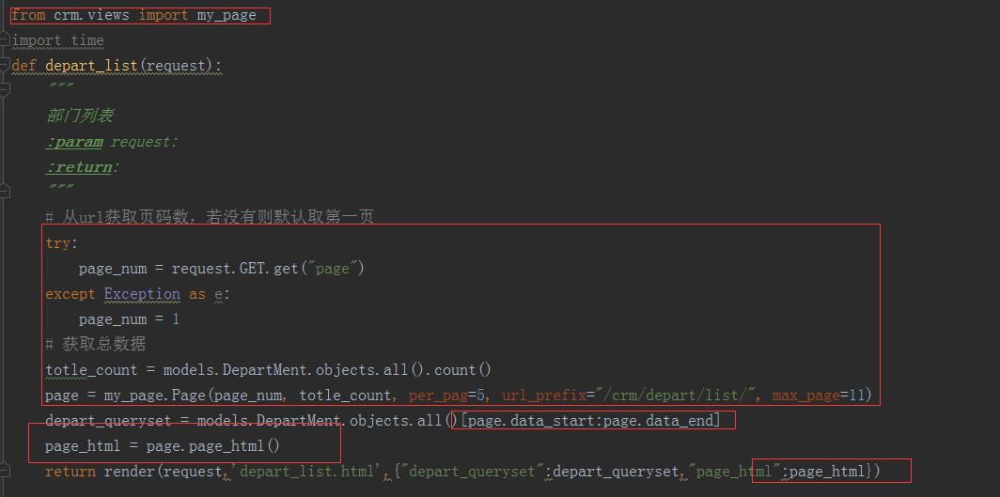 from crm.views import my_page
import time
def depart_list(request):
"""
部门列表
:param request:
:return:
"""
# 从url获取页码数，若没有则默认取第一页
try:
page_num = request.GET.get("page")
except Exception as e:
page_num = 1
# 获取总数据
totle_count = models.DepartMent.objects.all().count()
page = my_page.Page(page_num, totle_count, per_pag=5, url_prefix="/crm/depart/list/", max_page=11)
depart_queryset = models.DepartMent.objects.all()[page.data_start:page.data_end]
page_html = page.page_html()
return render(request,'depart_list.html',{"depart_queryset":depart_queryset,"page_html":page_html})